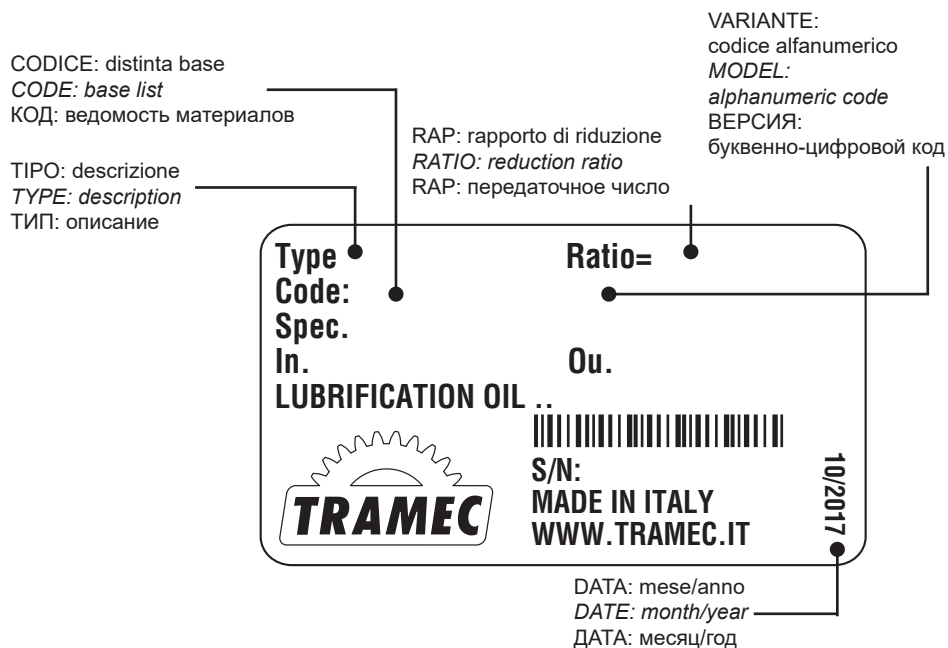 VARIANTE:
codice alfanumerico
MODEL:
alphanumeric code
ВЕРСИЯ:
буквенно-цифровой код
CODICE: distinta base
CODE: base list
КОД: ведомость материалов
RAP: rapporto di riduzione
RATIO: reduction ratio
RAP: передаточное число
TIPO: descrizione
TYPE: description
ТИП: описание
Type Ratio=
Code:
Spec.
In. Ou.
LUBRIFICATION OIL ..
TRAMEC
S/N:
MADE IN ITALY
WWW.TRAMEC.IT
10/2017
DATA: mese/anno
DATE: month/year
ДАТА: месяц/год